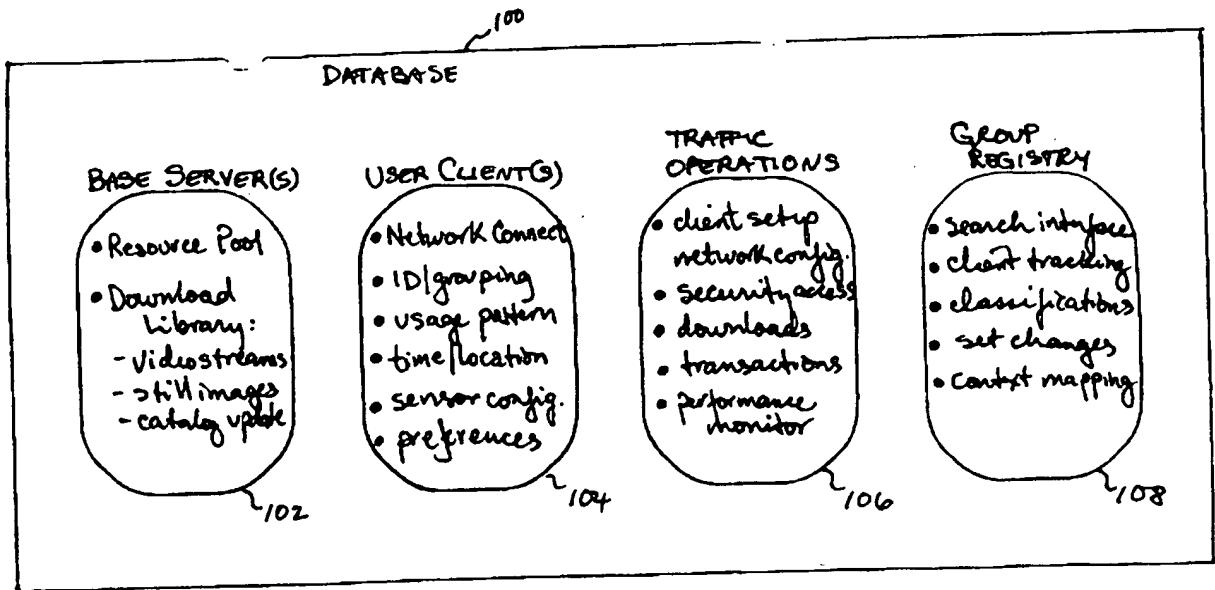 100
DATABASE
BASE SERVER(S)
• Resource Pool
• Download
Library:
- videostreams
- still images
- catalog update
102
USER CLIENT(S)
• Network Connect
• ID/grouping
• usage pattern
• time/location
• sensor config.
• preferences
104
TRAFFIC
OPERATIONS
• client setup
network config.
• security access
• downloads
• transactions
• performance
monitor
106
GROUP
REGISTRY
• search interface
• client tracking
• classifications
• set changes
• context mapping
108